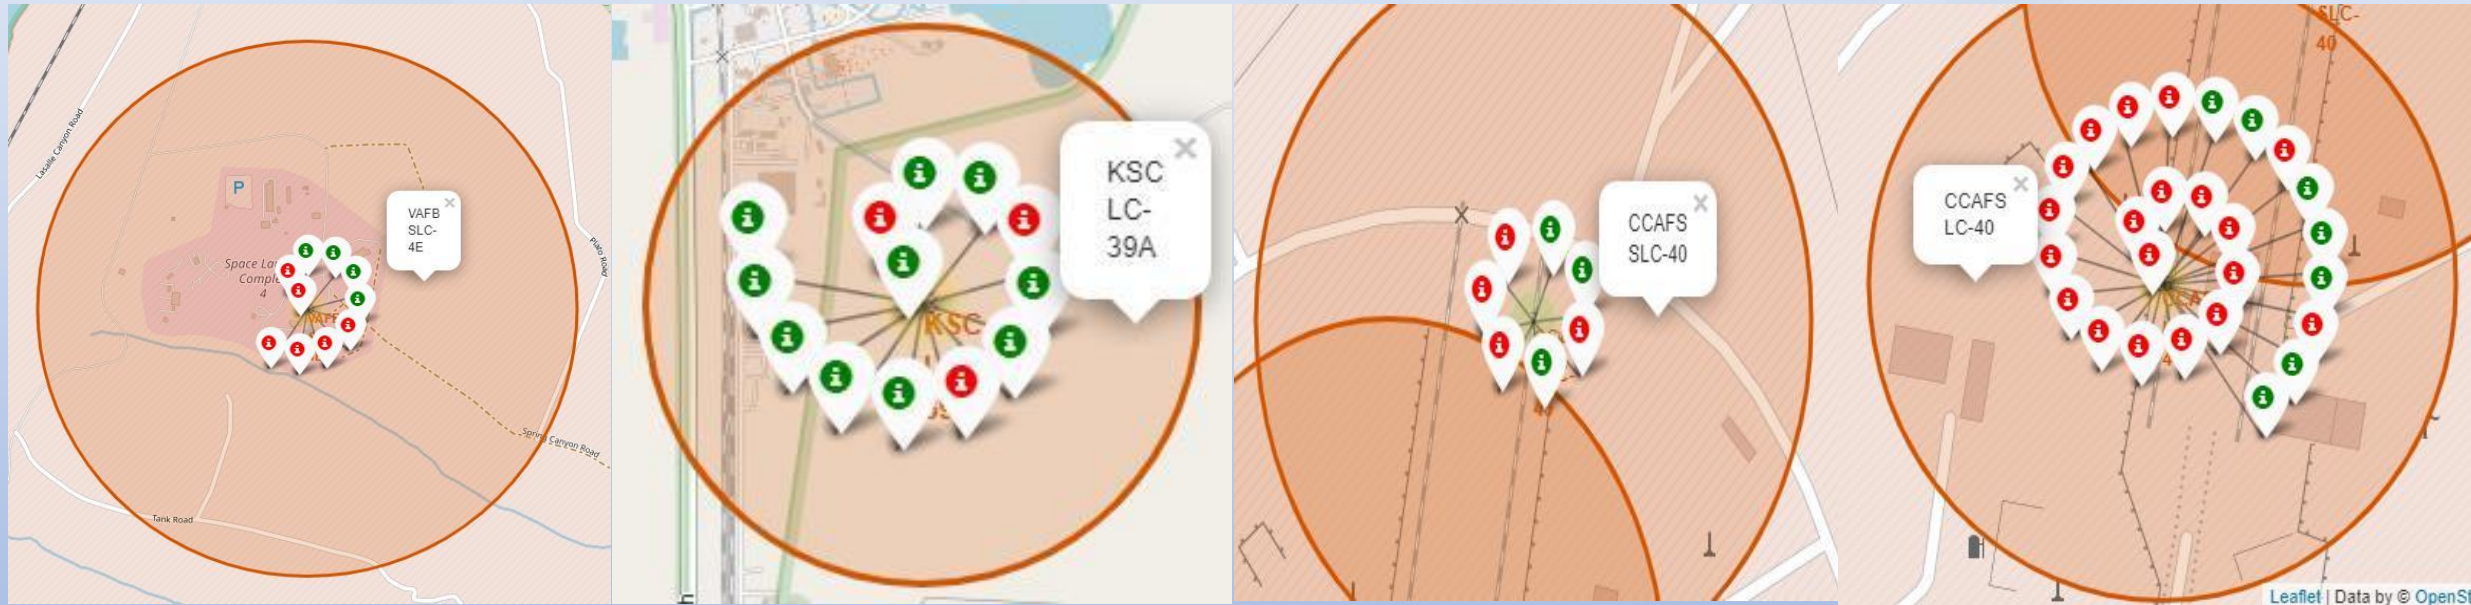 Lasalle Canyon Road
P
Space La
Comple
4
VAFB
SLC-
4E
Plato Road
Spring Canyon Road
Tank Road
KSC
LC-
39A
KSC
CCAFS
SLC-40
SLC-
40
CCAFS
LC-40
Leaflet | Data by © OpenSt